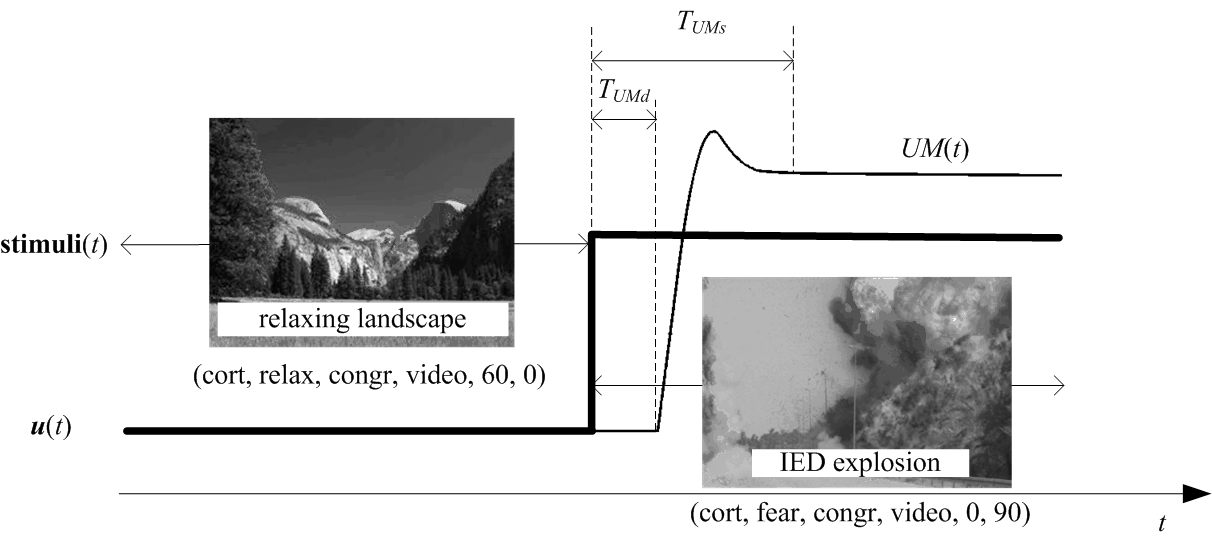 T_UMs
T_UMd
UM(t)
stimuli(t)
relaxing landscape
(cort, relax, congr, video, 60, 0)
u(t)
IED explosion
(cort, fear, congr, video, 0, 90)
t